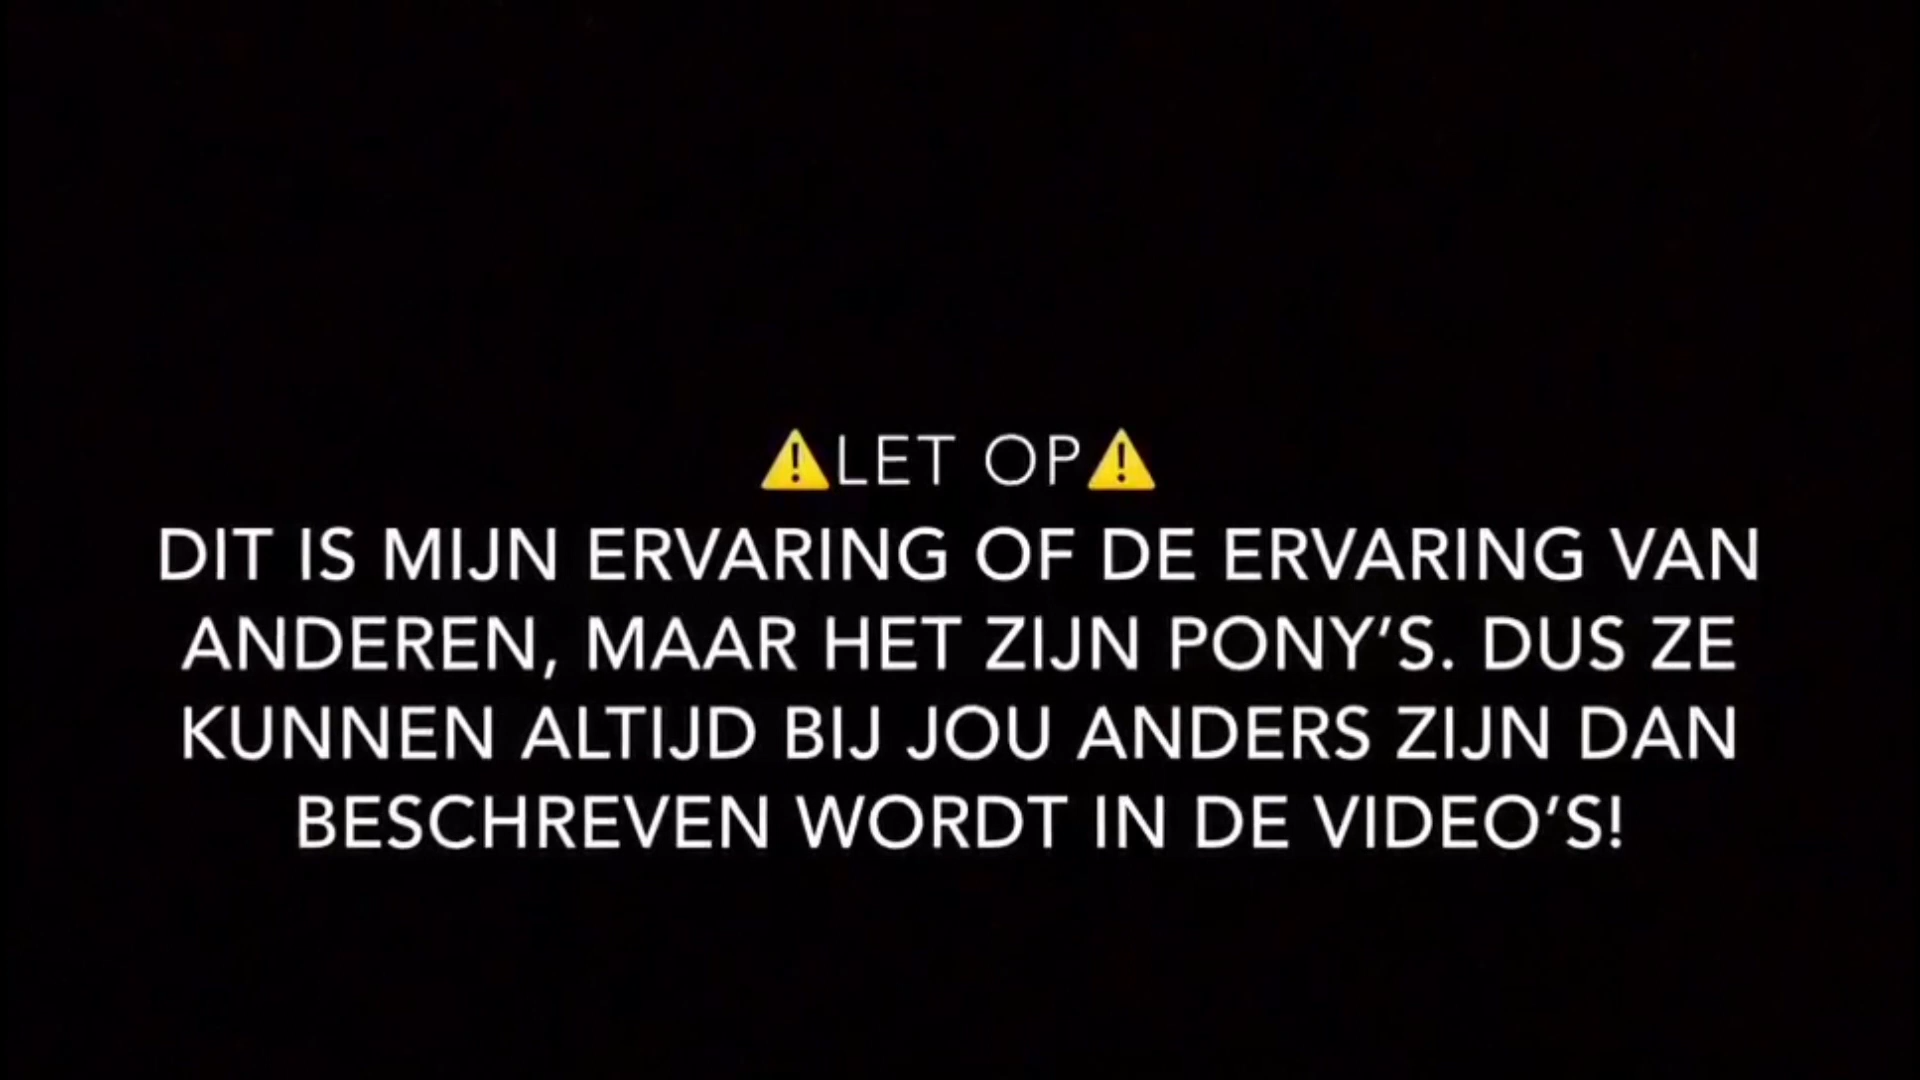 ⚠️LET OP⚠️
DIT IS MIJN ERVARING OF DE ERVARING VAN
ANDEREN, MAAR HET ZIJN PONY’S. DUS ZE
KUNNEN ALTIJD BIJ JOU ANDERS ZIJN DAN
BESCHREVEN WORDT IN DE VIDEO’S!